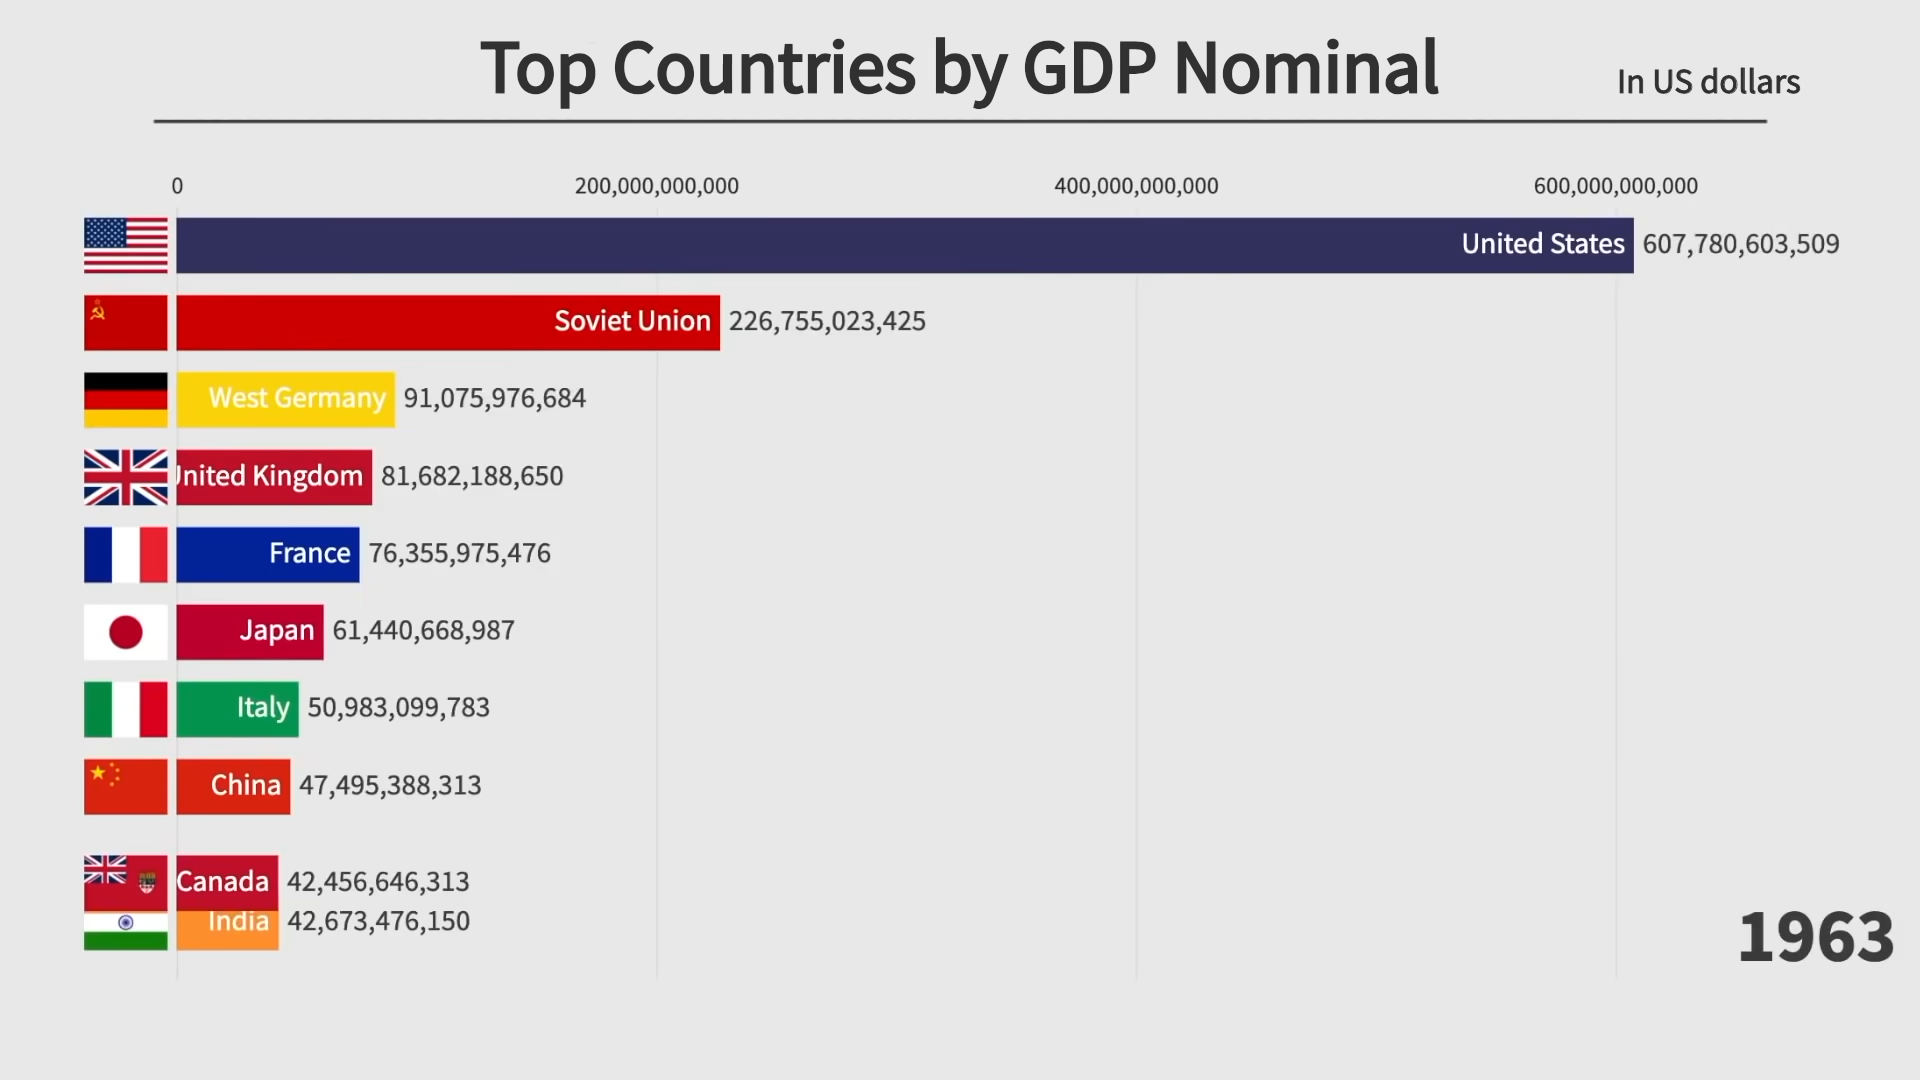 Top Countries by GDP Nominal
In US dollars
0 200,000,000,000 400,000,000,000 600,000,000,000
United States 607,780,603,509
Soviet Union 226,755,023,425
West Germany 91,075,976,684
United Kingdom 81,682,188,650
France 76,355,975,476
Japan 61,440,668,987
Italy 50,983,099,783
China 47,495,388,313
Canada 42,456,646,313
India 42,673,476,150
1963